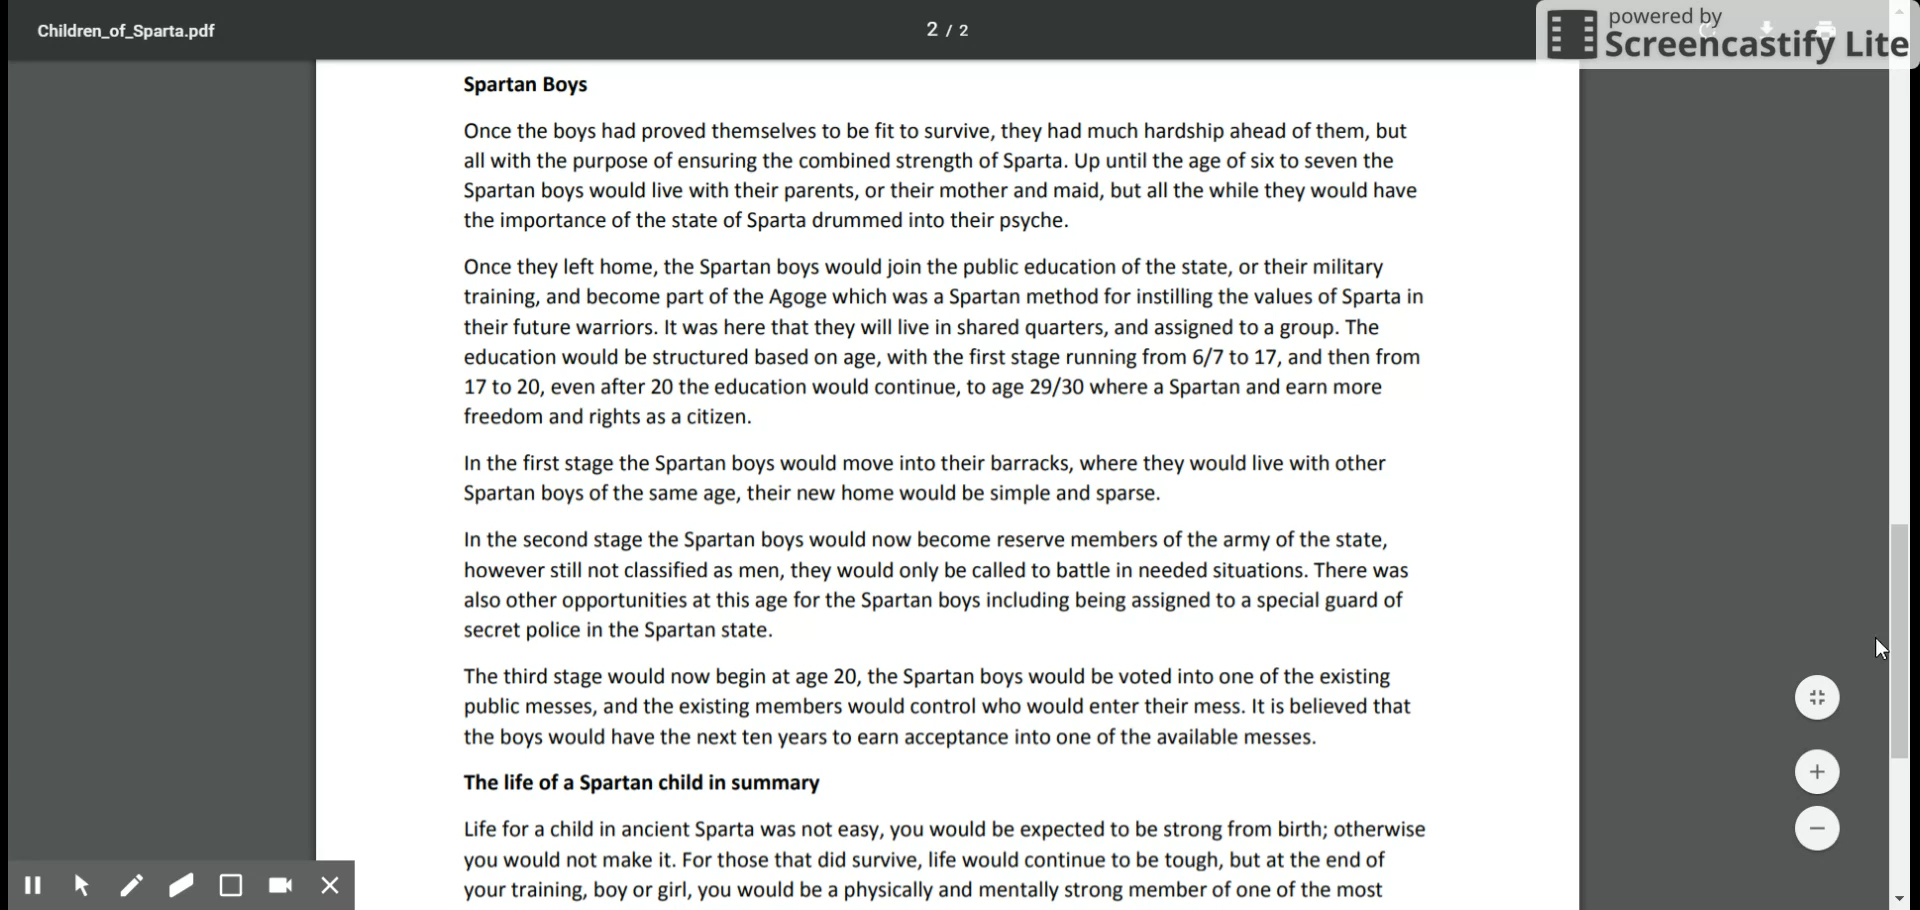 Children_of_Sparta.pdf
2 / 2
powered by
Screencastify Lite
Spartan Boys
Once the boys had proved themselves to be fit to survive, they had much hardship ahead of them, but
all with the purpose of ensuring the combined strength of Sparta. Up until the age of six to seven the
Spartan boys would live with their parents, or their mother and maid, but all the while they would have
the importance of the state of Sparta drummed into their psyche.
Once they left home, the Spartan boys would join the public education of the state, or their military
training, and become part of the Agoge which was a Spartan method for instilling the values of Sparta in
their future warriors. It was here that they will live in shared quarters, and assigned to a group. The
education would be structured based on age, with the first stage running from 6/7 to 17, and then from
17 to 20, even after 20 the education would continue, to age 29/30 where a Spartan and earn more
freedom and rights as a citizen.
In the first stage the Spartan boys would move into their barracks, where they would live with other
Spartan boys of the same age, their new home would be simple and sparse.
In the second stage the Spartan boys would now become reserve members of the army of the state,
however still not classified as men, they would only be called to battle in needed situations. There was
also other opportunities at this age for the Spartan boys including being assigned to a special guard of
secret police in the Spartan state.
The third stage would now begin at age 20, the Spartan boys would be voted into one of the existing
public messes, and the existing members would control who would enter their mess. It is believed that
the boys would have the next ten years to earn acceptance into one of the available messes.
The life of a Spartan child in summary
Life for a child in ancient Sparta was not easy, you would be expected to be strong from birth; otherwise
you would not make it. For those that did survive, life would continue to be tough, but at the end of
your training, boy or girl, you would be a physically and mentally strong member of one of the most